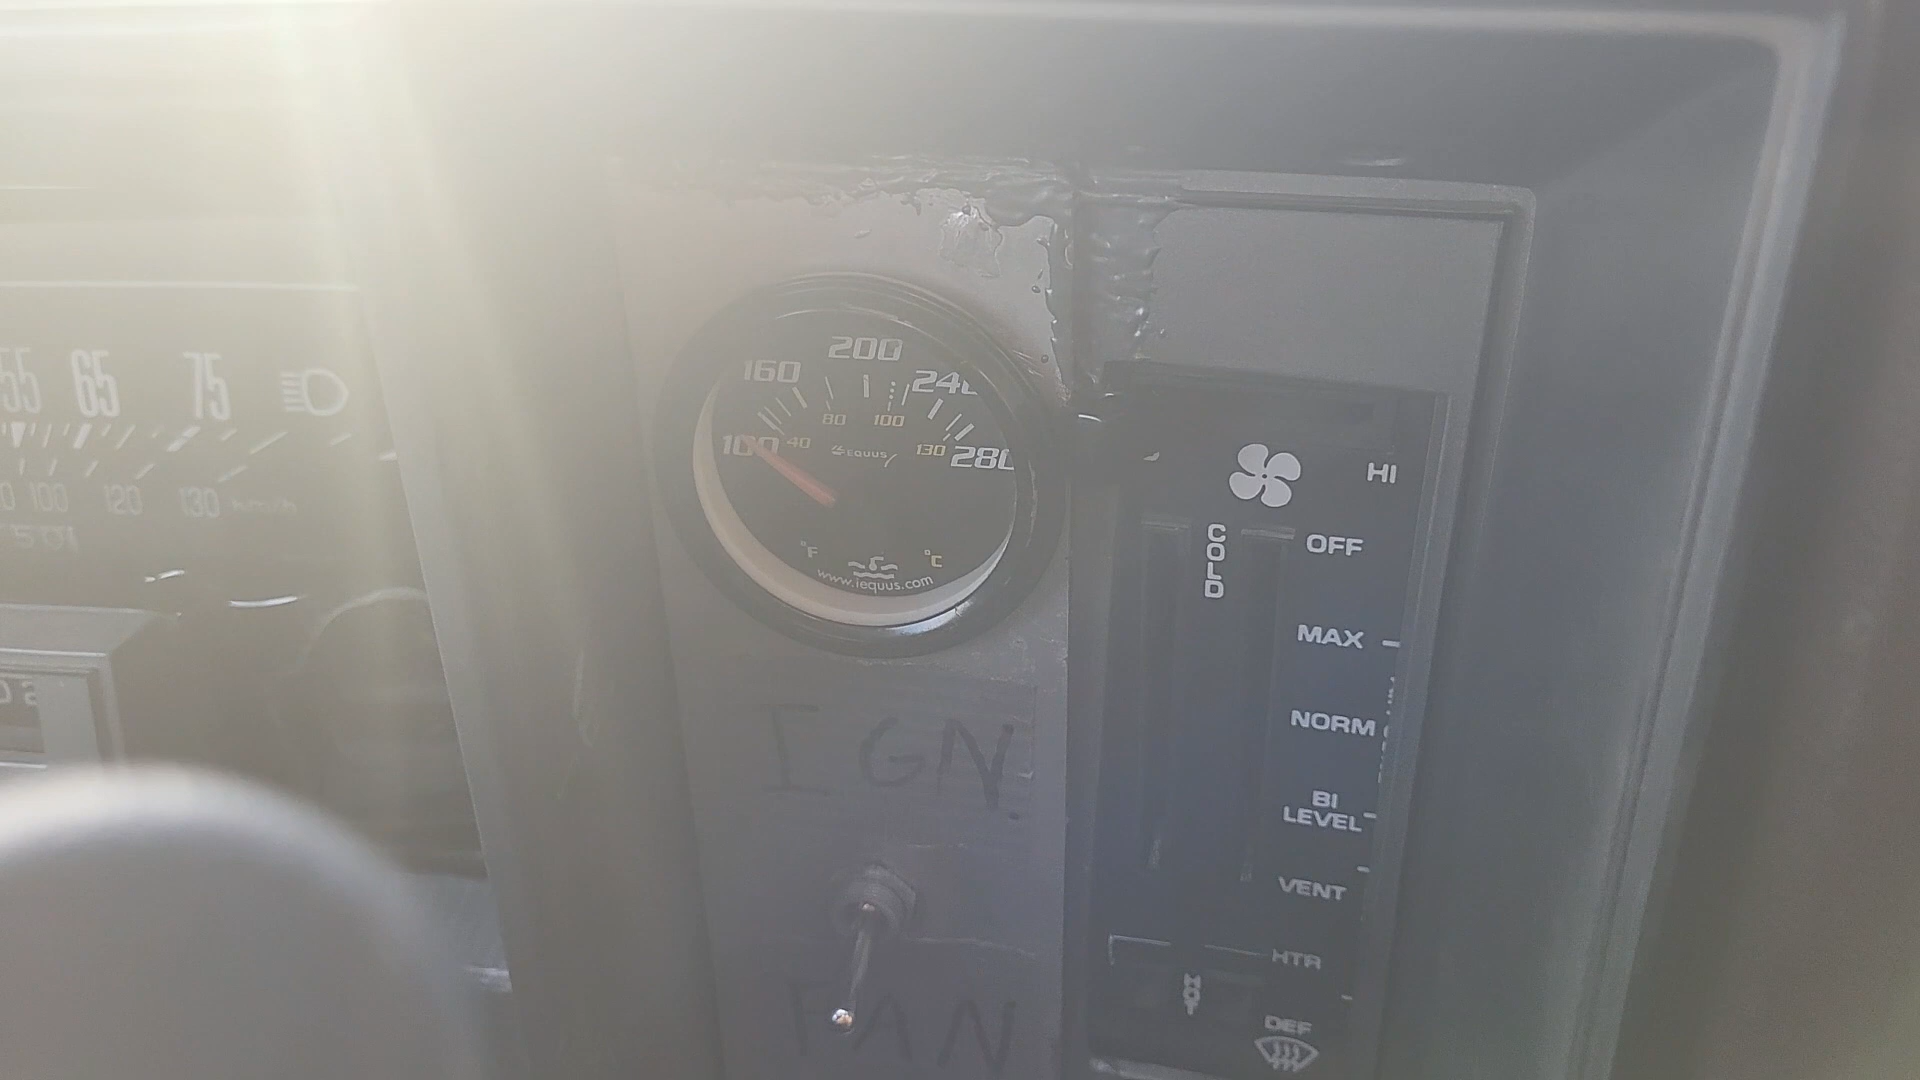 55 65 75
100 120 130 km/h
160 200 240 280
100 40 80 100 130
EQUUS
°F °C
www.iequus.com
IGN.
FAN
HI
COLD
OFF
MAX
NORM
BI
LEVEL
VENT
HTR
HOT
DEF